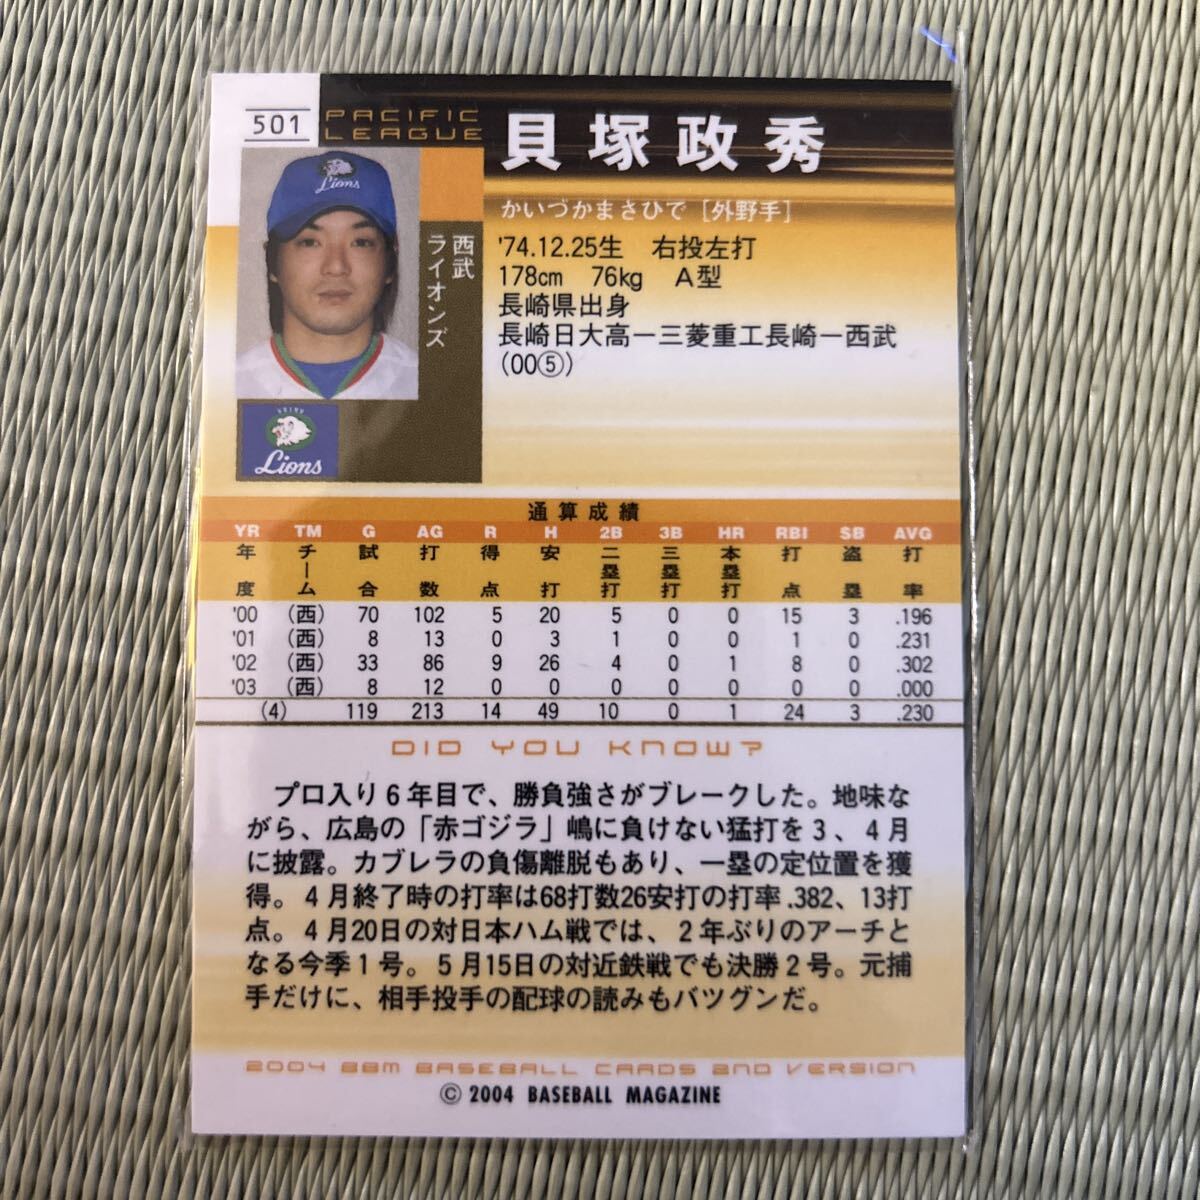 501
PACIFIC
LEAGUE
貝塚政秀
かいづかまさひで [外野手]
Lions
西武
ライオンズ
'74.12.25生 右投左打
178cm 76kg A型
長崎県出身
長崎日大高ー三菱重工長崎ー西武
(00⑤)
SEIBU
Lions
通算成績
YR TM G AG R H 2B 3B HR RBI SB AVG
年度 チーム 試合 打数 得点 安打 二塁打 三塁打 本塁打 打点 盗塁 打率
'00 (西) 70 102 5 20 5 0 0 15 3 .196
'01 (西) 8 13 0 3 1 0 0 1 0 .231
'02 (西) 33 86 9 26 4 0 1 8 0 .302
'03 (西) 8 12 0 0 0 0 0 0 0 .000
(4) 119 213 14 49 10 0 1 24 3 .230
DID YOU KNOW?
プロ入り6年目で、勝負強さがブレークした。地味な
がら、広島の「赤ゴジラ」嶋に負けない猛打を3、4月
に披露。カブレラの負傷離脱もあり、一塁の定位置を獲
得。4月終了時の打率は68打数26安打の打率.382、13打
点。4月20日の対日本ハム戦では、2年ぶりのアーチと
なる今季1号。5月15日の対近鉄戦でも決勝2号。元捕
手だけに、相手投手の配球の読みもバツグンだ。
2004 BBM BASEBALL CARDS 2ND VERSION
© 2004 BASEBALL MAGAZINE